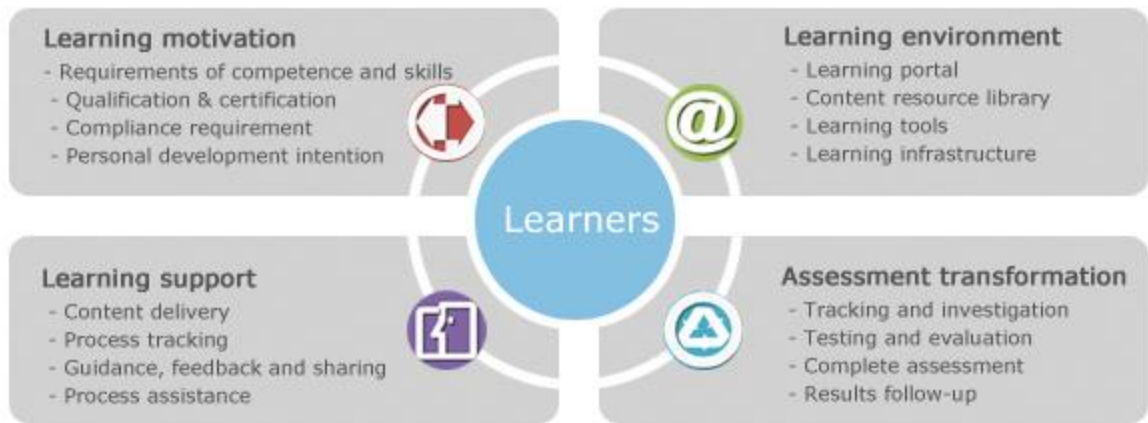 Learning motivation
- Requirements of competence and skills
- Qualification & certification
- Compliance requirement
- Personal development intention
Learning environment
- Learning portal
- Content resource library
- Learning tools
- Learning infrastructure
@
Learners
Learning support
- Content delivery
- Process tracking
- Guidance, feedback and sharing
- Process assistance
Assessment transformation
- Tracking and investigation
- Testing and evaluation
- Complete assessment
- Results follow-up